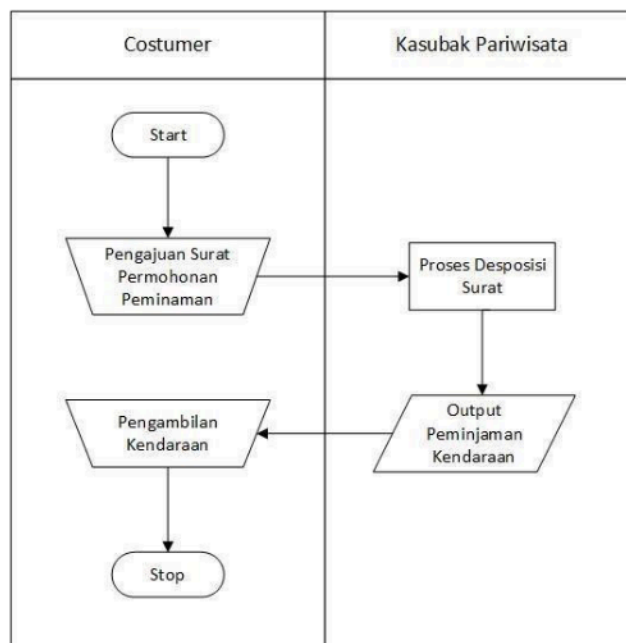 Costumer
Kasubak Pariwisata
Start
Pengajuan Surat
Permohonan
Peminaman
Proses Desposisi
Surat
Output
Peminjaman
Kendaraan
Pengambilan
Kendaraan
Stop